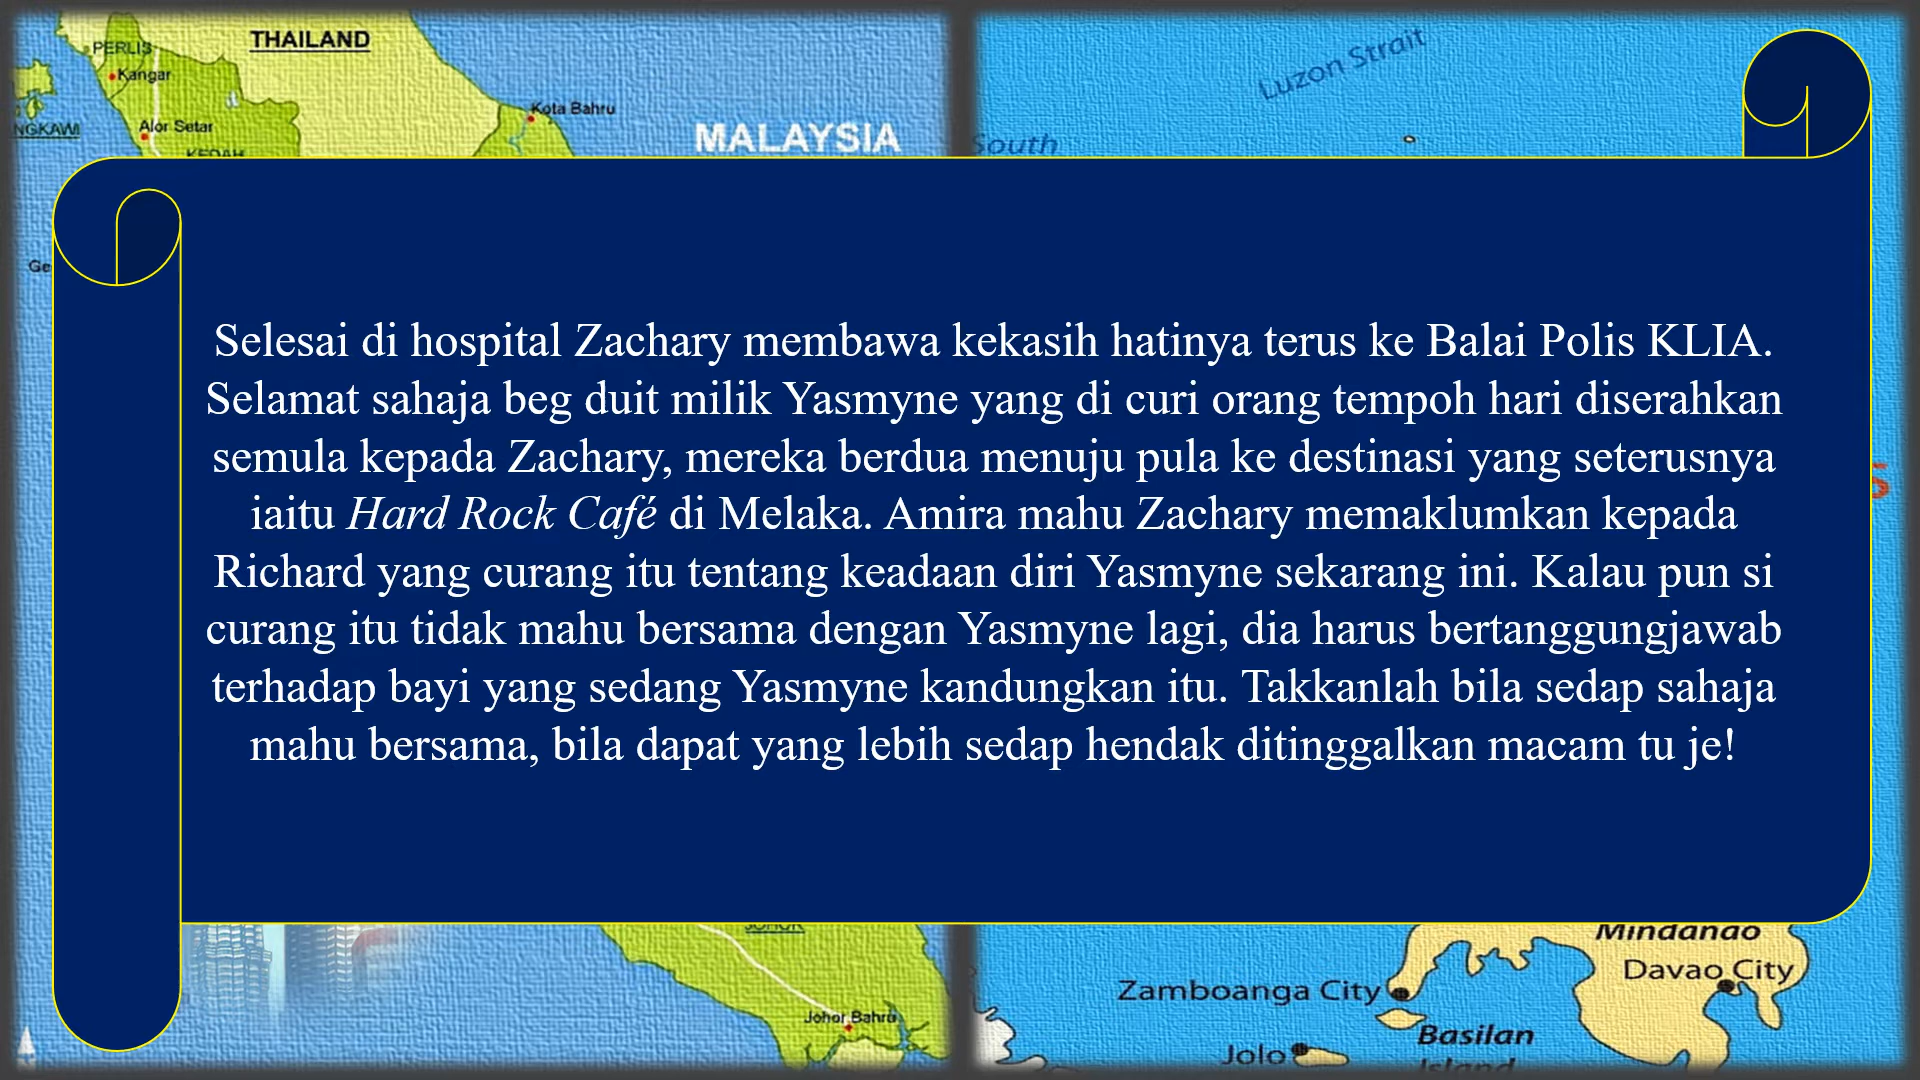 THAILAND
PERLIS
Kangar
Kota Bahru
Alor Setar
MALAYSIA
KEDAH
Luzon Strait
South
Selesai di hospital Zachary membawa kekasih hatinya terus ke Balai Polis KLIA.
Selamat sahaja beg duit milik Yasmyne yang di curi orang tempoh hari diserahkan
semula kepada Zachary, mereka berdua menuju pula ke destinasi yang seterusnya
iaitu Hard Rock Café di Melaka. Amira mahu Zachary memaklumkan kepada
Richard yang curang itu tentang keadaan diri Yasmyne sekarang ini. Kalau pun si
curang itu tidak mahu bersama dengan Yasmyne lagi, dia harus bertanggungjawab
terhadap bayi yang sedang Yasmyne kandungkan itu. Takkanlah bila sedap sahaja
mahu bersama, bila dapat yang lebih sedap hendak ditinggalkan macam tu je!
Mindanao
Davao City
Zamboanga City
Johor Bahru
Basilan
Island
Jolo